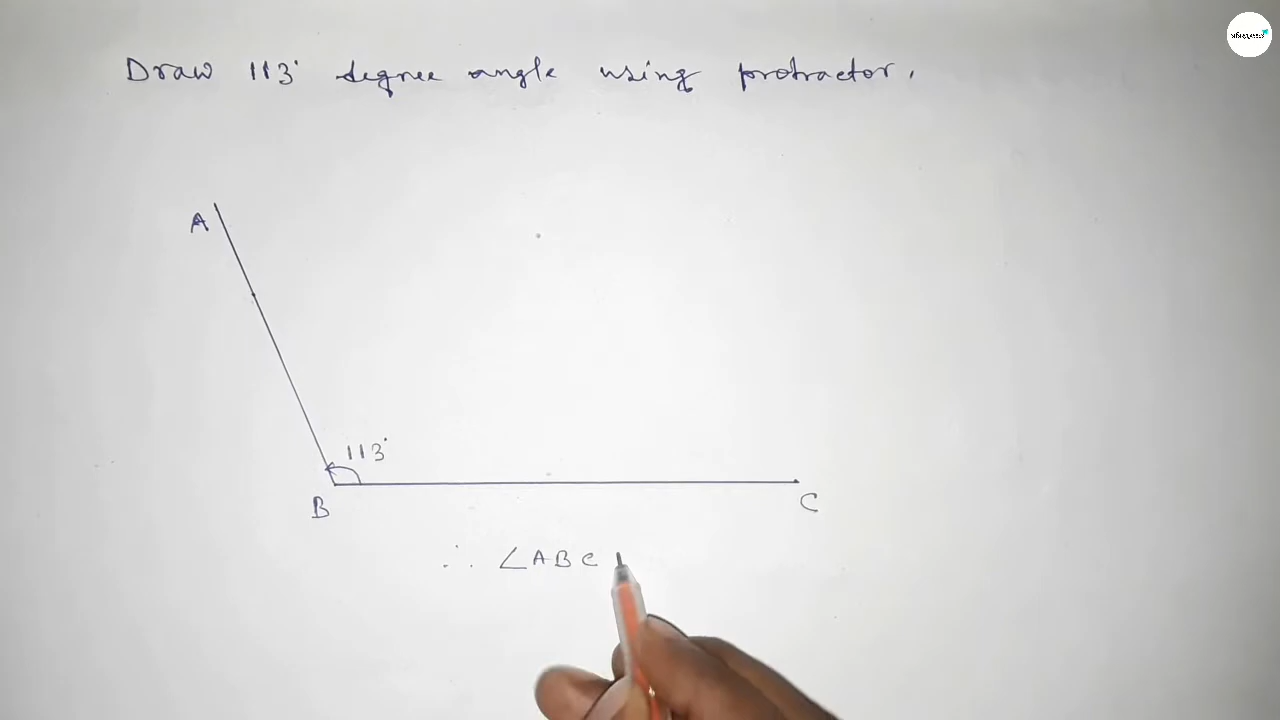 Draw 113° degree angle using protractor.
A
113°
B
C
∴ ∠ABC